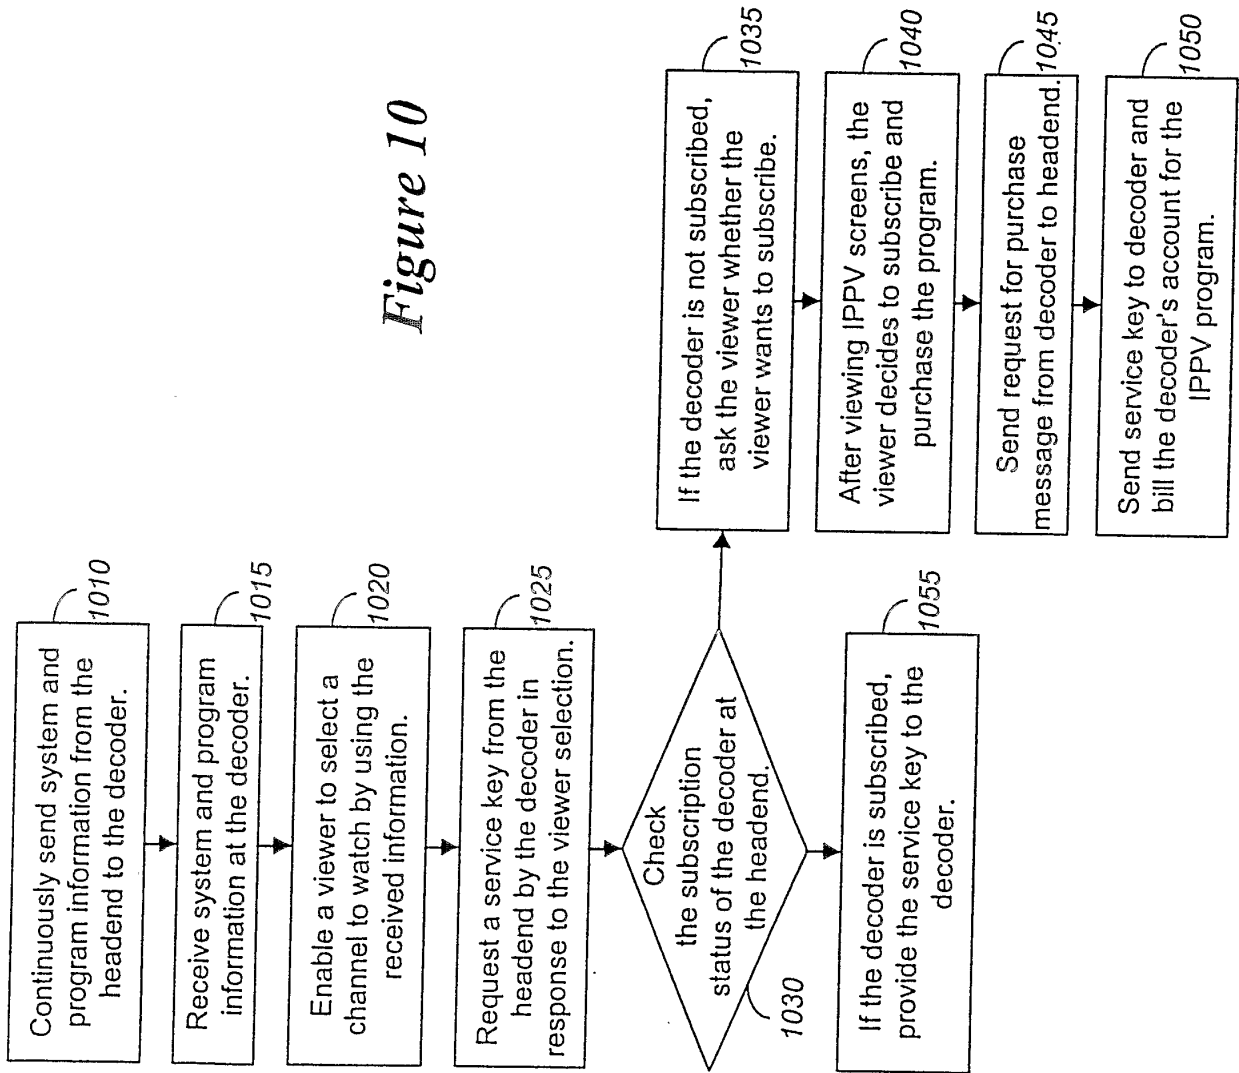 Figure 10
Continuously send system and
program information from the
headend to the decoder.
1010
Receive system and program
information at the decoder.
1015
Enable a viewer to select a
channel to watch by using the
received information.
1020
Request a service key from the
headend by the decoder in
response to the viewer selection.
1025
Check
the subscription
status of the decoder at
the headend.
1030
If the decoder is not subscribed,
ask the viewer whether the
viewer wants to subscribe.
1035
After viewing IPPV screens, the
viewer decides to subscribe and
purchase the program.
1040
Send request for purchase
message from decoder to headend.
1045
Send service key to decoder and
bill the decoder's account for the
IPPV program.
1050
If the decoder is subscribed,
provide the service key to the
decoder.
1055